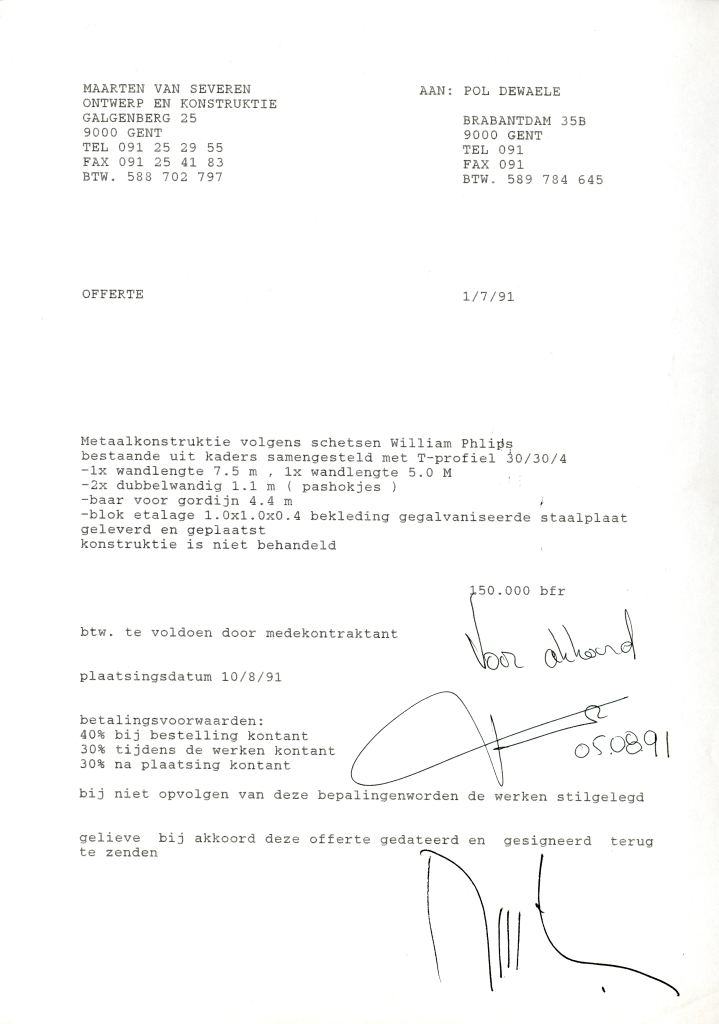 MAARTEN VAN SEVEREN
ONTWERP EN KONSTRUKTIE
GALGENBERG 25
9000 GENT
TEL 091 25 29 55
FAX 091 25 41 83
BTW. 588 702 797
AAN: POL DEWAELE
BRABANTDAM 35B
9000 GENT
TEL 091
FAX 091
BTW. 589 784 645
OFFERTE 1/7/91
Metaalkonstruktie volgens schetsen William Phlips
bestaande uit kaders samengesteld met T-profiel 30/30/4
-1x wandlengte 7.5 m , 1x wandlengte 5.0 M
-2x dubbelwandig 1.1 m ( pashokjes )
-baar voor gordijn 4.4 m
-blok etalage 1.0x1.0x0.4 bekleding gegalvaniseerde staalplaat
geleverd en geplaatst
konstruktie is niet behandeld
150.000 bfr
btw. te voldoen door medekontraktant
Voor akkoord
plaatsingsdatum 10/8/91
betalingsvoorwaarden:
40% bij bestelling kontant
30% tijdens de werken kontant
30% na plaatsing kontant
05.08.91
bij niet opvolgen van deze bepalingenworden de werken stilgelegd
gelieve bij akkoord deze offerte gedateerd en gesigneerd terug
te zenden